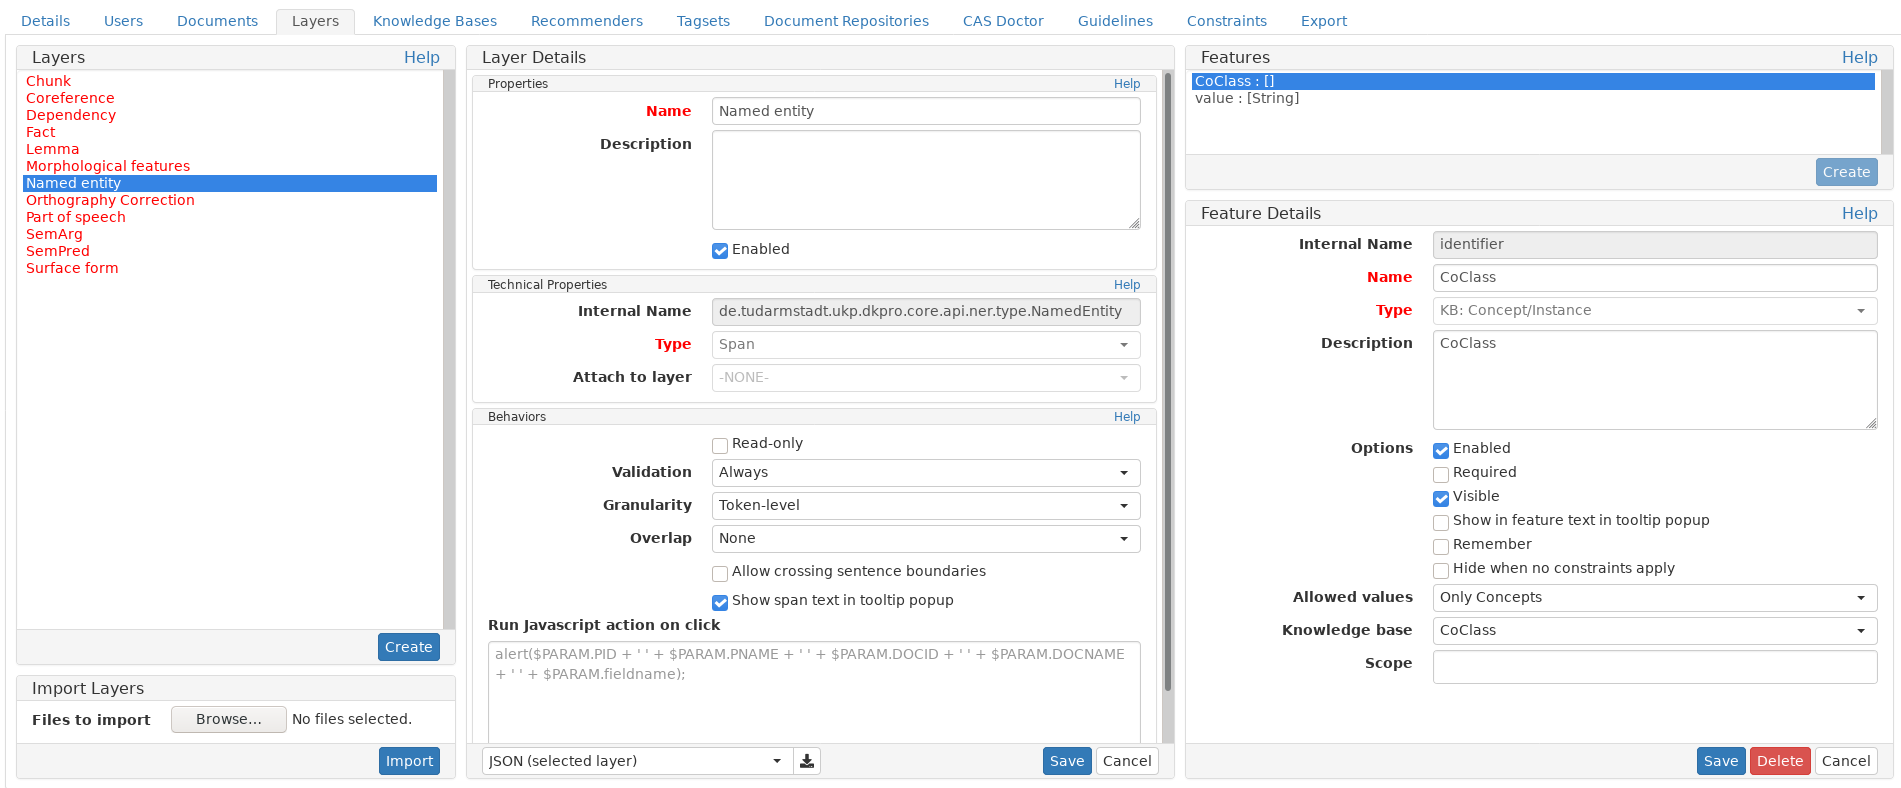 Details Users Documents Layers Knowledge Bases Recommenders Tagsets Document Repositories CAS Doctor Guidelines Constraints Export
Layers Help
Chunk
Coreference
Dependency
Fact
Lemma
Morphological features
Named entity
Orthography Correction
Part of speech
SemArg
SemPred
Surface form
Create
Import Layers
Files to import Browse... No files selected.
Import
Layer Details
Properties Help
Name Named entity
Description
Enabled
Technical Properties Help
Internal Name de.tudarmstadt.ukp.dkpro.core.api.ner.type.NamedEntity
Type Span
Attach to layer -NONE-
Behaviors Help
Read-only
Validation Always
Granularity Token-level
Overlap None
Allow crossing sentence boundaries
Show span text in tooltip popup
Run Javascript action on click
alert($PARAM.PID + ' ' + $PARAM.PNAME + ' ' + $PARAM.DOCID + ' ' + $PARAM.DOCNAME
+ ' ' + $PARAM.fieldname);
JSON (selected layer) Save Cancel
Features Help
CoClass : []
value : [String]
Create
Feature Details Help
Internal Name identifier
Name CoClass
Type KB: Concept/Instance
Description CoClass
Options Enabled
Required
Visible
Show in feature text in tooltip popup
Remember
Hide when no constraints apply
Allowed values Only Concepts
Knowledge base CoClass
Scope
Save Delete Cancel